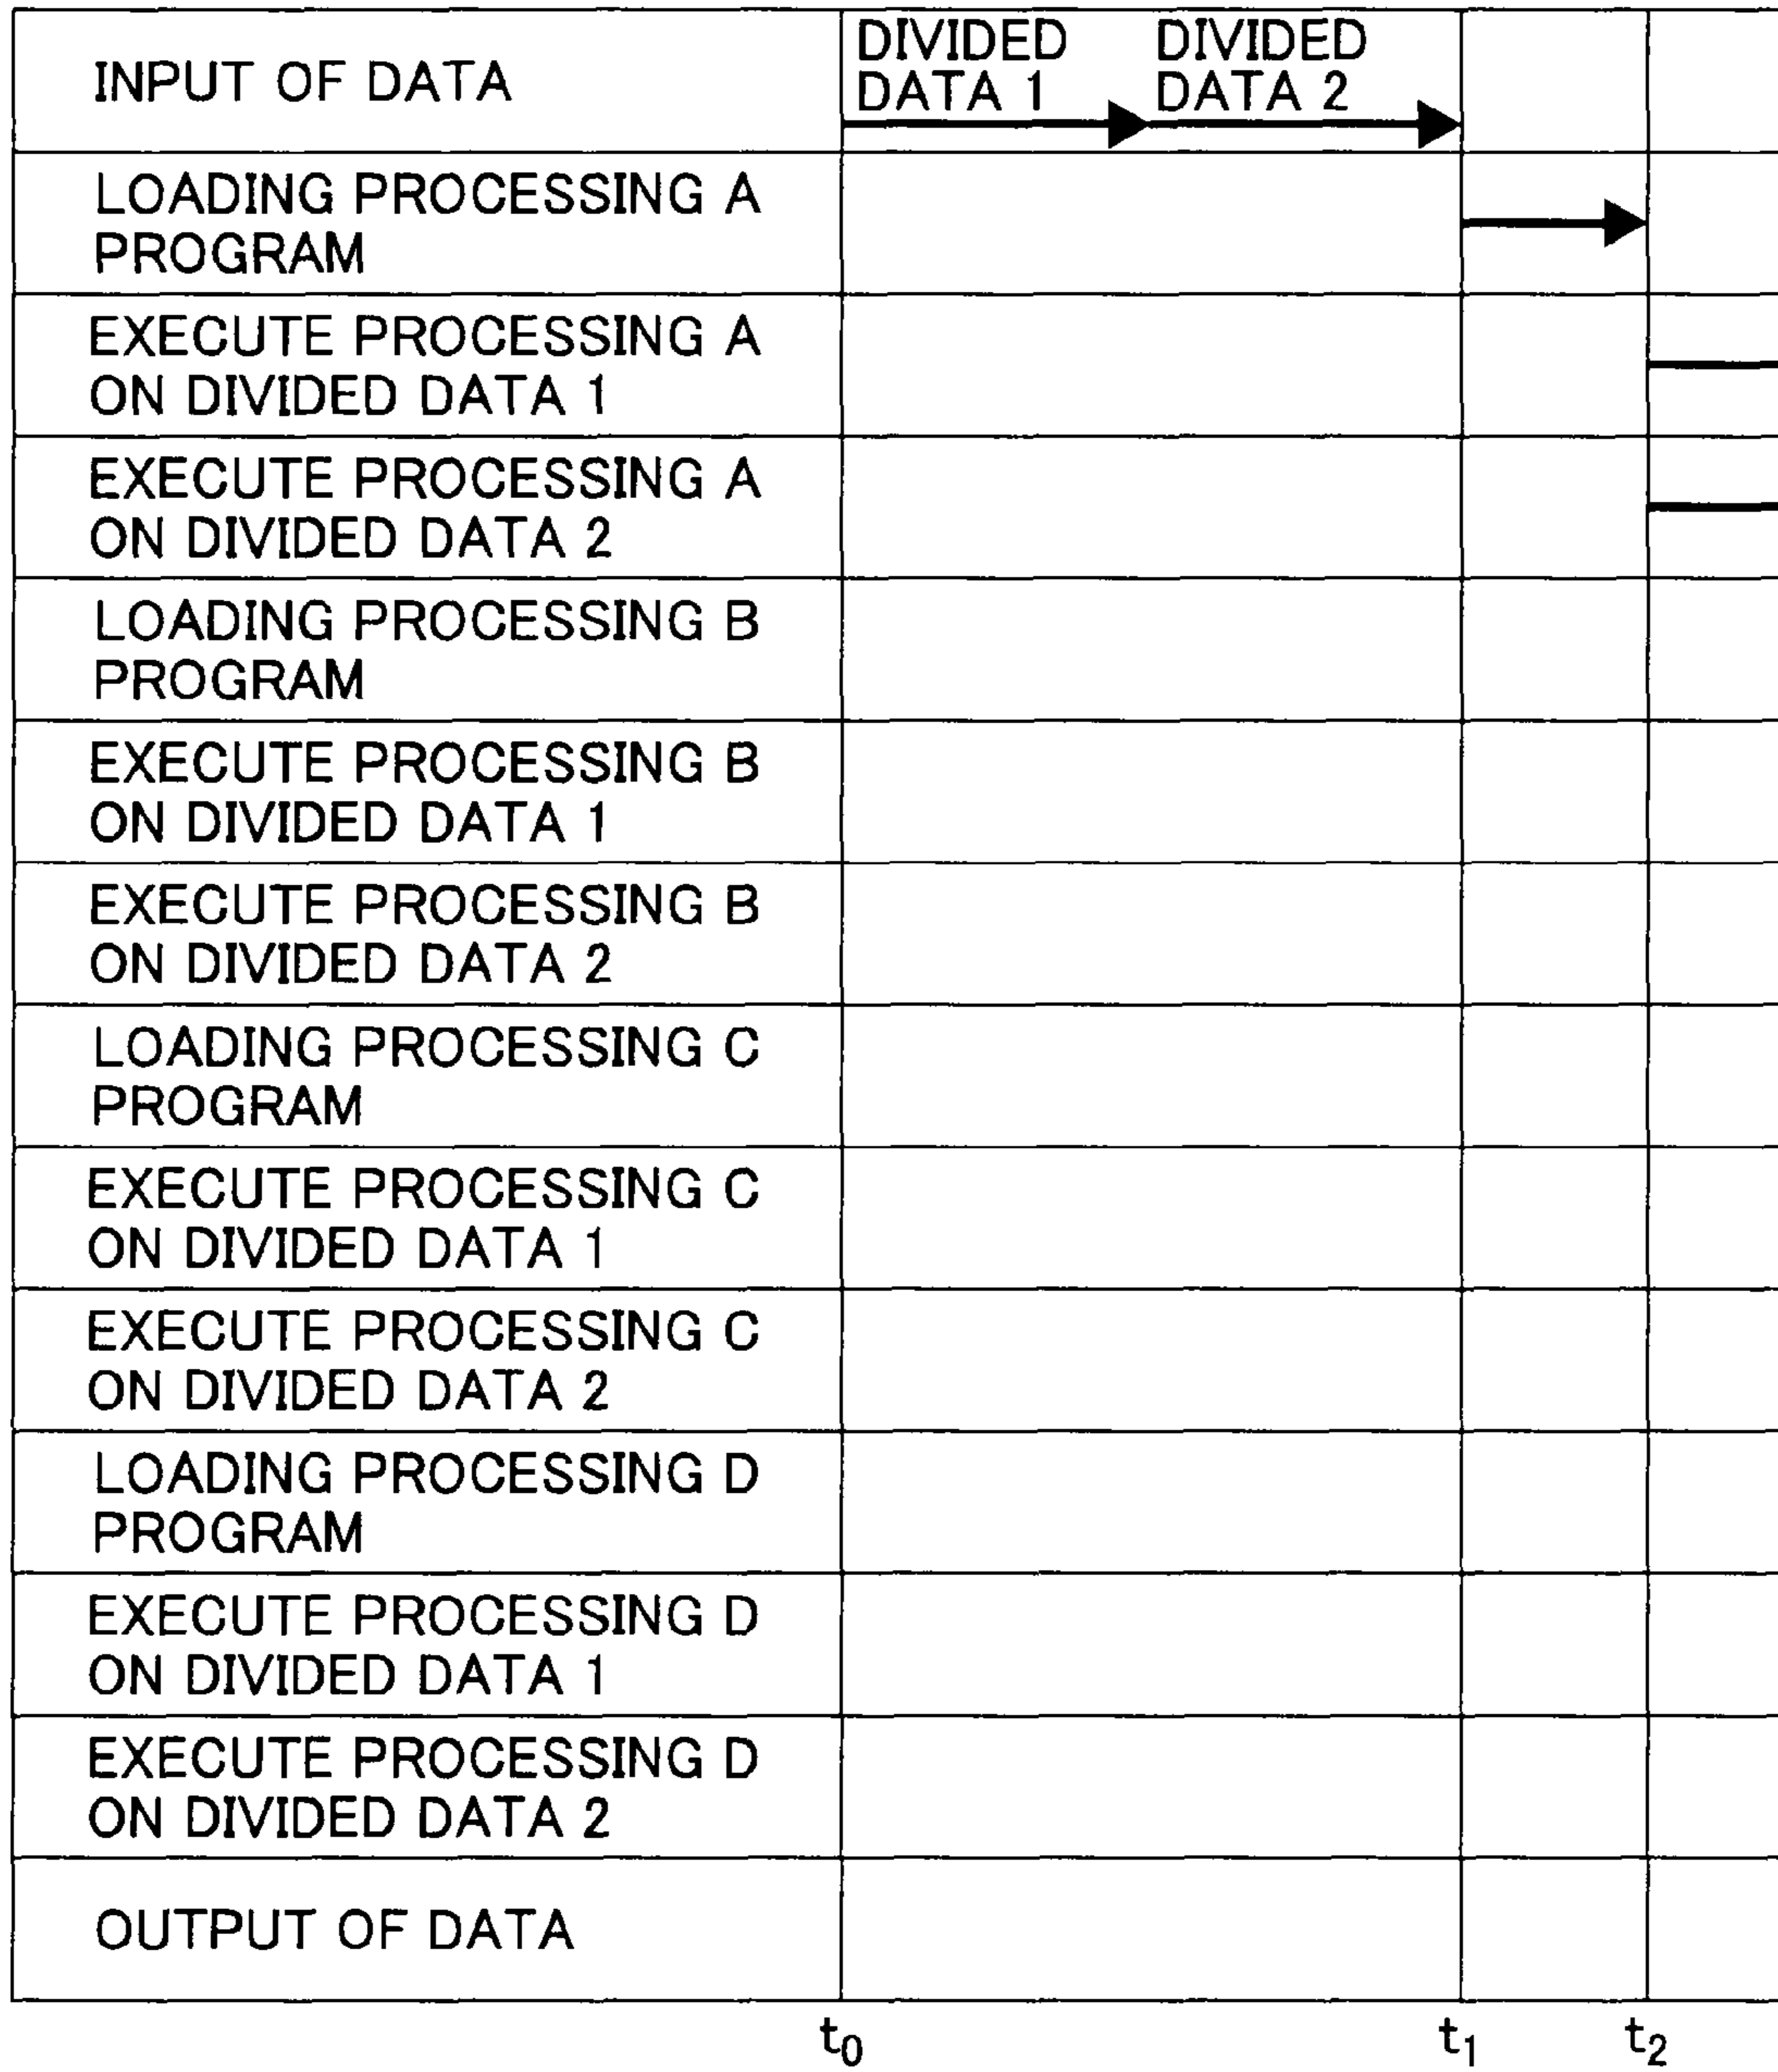 INPUT OF DATA
DIVIDED
DATA 1
DIVIDED
DATA 2
LOADING PROCESSING A
PROGRAM
EXECUTE PROCESSING A
ON DIVIDED DATA 1
EXECUTE PROCESSING A
ON DIVIDED DATA 2
LOADING PROCESSING B
PROGRAM
EXECUTE PROCESSING B
ON DIVIDED DATA 1
EXECUTE PROCESSING B
ON DIVIDED DATA 2
LOADING PROCESSING C
PROGRAM
EXECUTE PROCESSING C
ON DIVIDED DATA 1
EXECUTE PROCESSING C
ON DIVIDED DATA 2
LOADING PROCESSING D
PROGRAM
EXECUTE PROCESSING D
ON DIVIDED DATA 1
EXECUTE PROCESSING D
ON DIVIDED DATA 2
OUTPUT OF DATA
t0 t1 t2